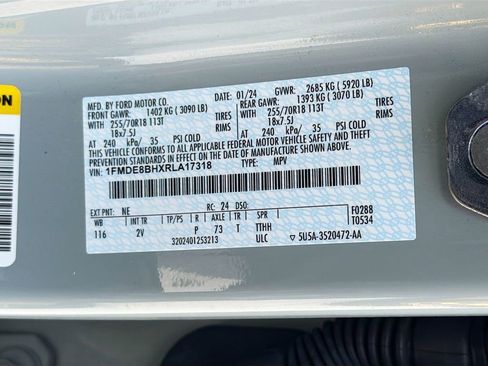 ON
MFD. BY FORD MOTOR CO. 01/24 GVWR: 2685 KG ( 5920 LB)
FRONT GAWR: 1402 KG ( 3090 LB) REAR GAWR: 1393 KG ( 3070 LB)
WITH 255/70R18 113T TIRES WITH 255/70R18 113T TIRES
18x7.5J RIMS 18x7.5J RIMS
AT 240 kPa/ 35 PSI COLD AT 240 kPa/ 35 PSI COLD
THIS VEHICLE CONFORMS TO ALL APPLICABLE FEDERAL MOTOR VEHICLE SAFETY AND THEFT PREVENTION STANDARDS IN EFFECT ON THE DATE OF MANUFACTURE SHOWN ABOVE.
VIN: 1FMDE8BHXRLA17318 TYPE: MPV
EXT PNT: NE RC: 24 DSO: F0288
WB INT TR TP/PS R AXLE TR SPR T0534
116 2V P 73 T TTHH
3202401253213 ULC 5U5A-3520472-AA